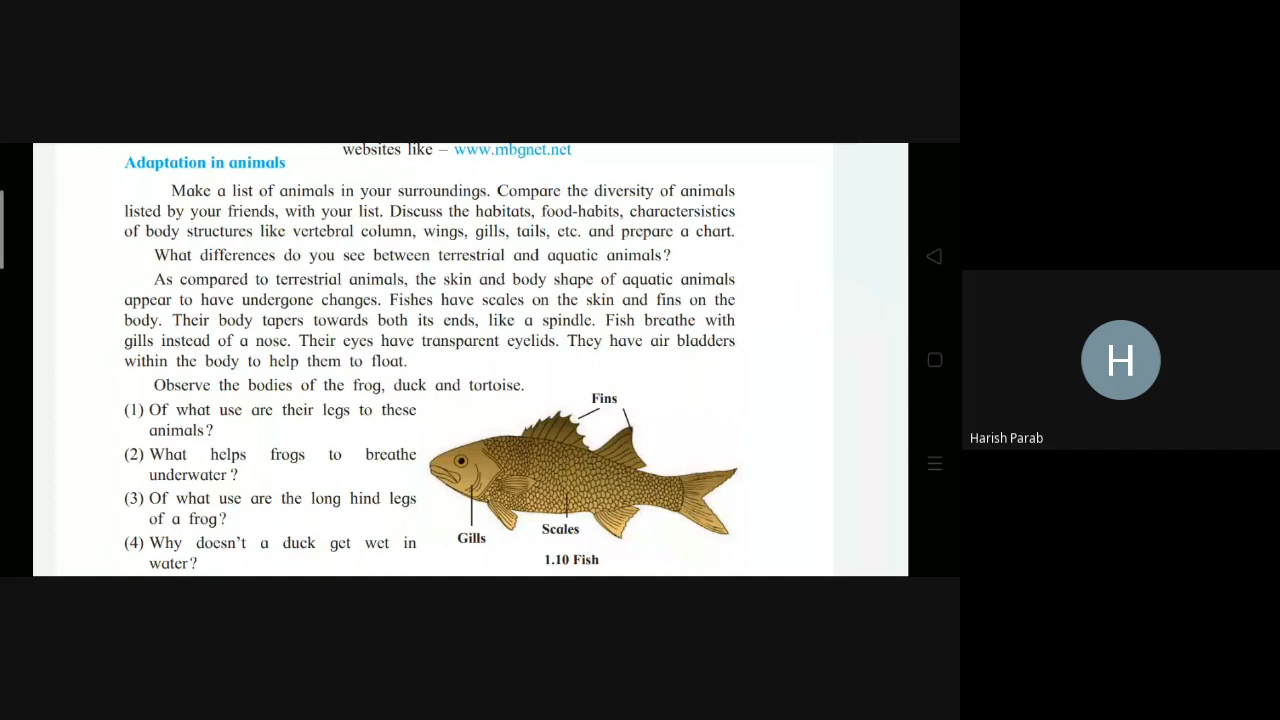 websites like – www.mbgnet.net
Adaptation in animals
Make a list of animals in your surroundings. Compare the diversity of animals
listed by your friends, with your list. Discuss the habitats, food-habits, charactersistics
of body structures like vertebral column, wings, gills, tails, etc. and prepare a chart.
What differences do you see between terrestrial and aquatic animals?
As compared to terrestrial animals, the skin and body shape of aquatic animals
appear to have undergone changes. Fishes have scales on the skin and fins on the
body. Their body tapers towards both its ends, like a spindle. Fish breathe with
gills instead of a nose. Their eyes have transparent eyelids. They have air bladders
within the body to help them to float.
Observe the bodies of the frog, duck and tortoise.
(1) Of what use are their legs to these
animals?
(2) What helps frogs to breathe
underwater ?
(3) Of what use are the long hind legs
of a frog?
(4) Why doesn't a duck get wet in
water?
Fins
Scales
Gills
1.10 Fish
H
Harish Parab